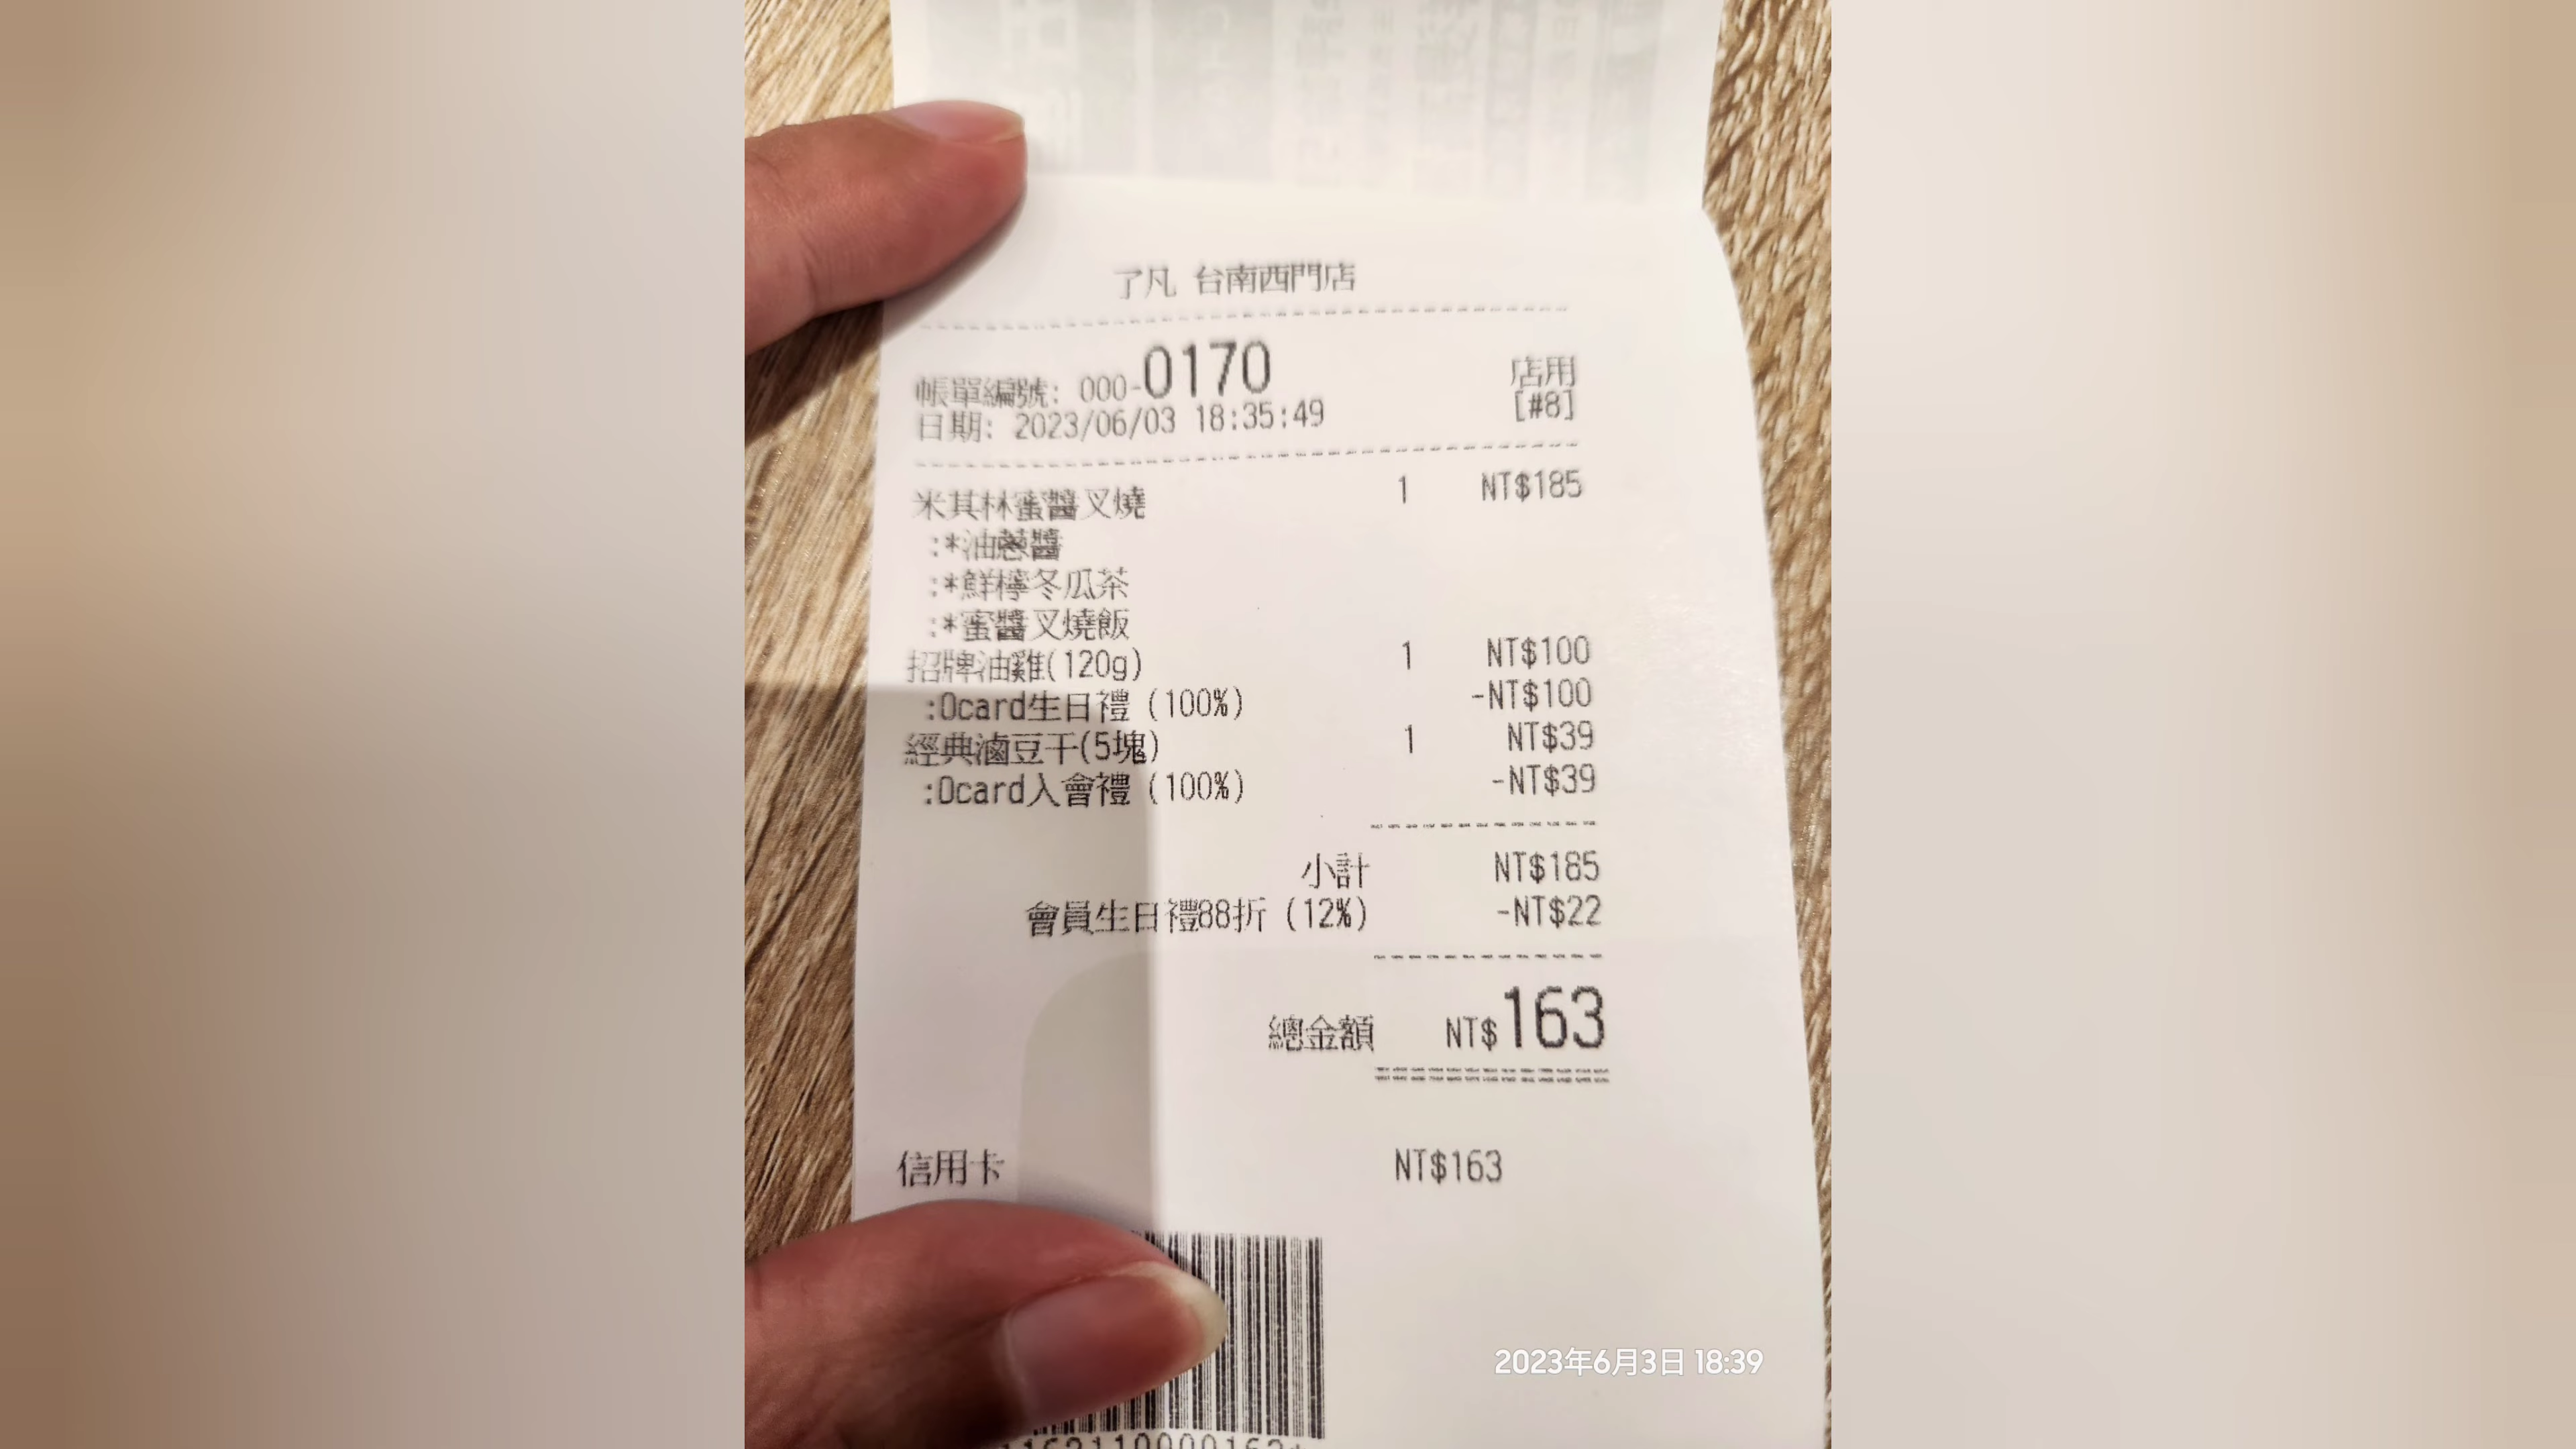 了凡 台南西門店
帳單編號: 000-0170 店用
日期: 2023/06/03 18:35:49 [#8]
米其林蜜醬叉燒 1 NT$185
:*油蔥醬
:*鮮檸冬瓜茶
:*蜜醬叉燒飯
招牌油雞(120g) 1 NT$100
:Ocard生日禮 (100%) -NT$100
經典滷豆干(5塊) 1 NT$39
:Ocard入會禮 (100%) -NT$39
小計 NT$185
會員生日禮88折 (12%) -NT$22
總金額 NT$163
信用卡 NT$163
2023年6月3日 18:39